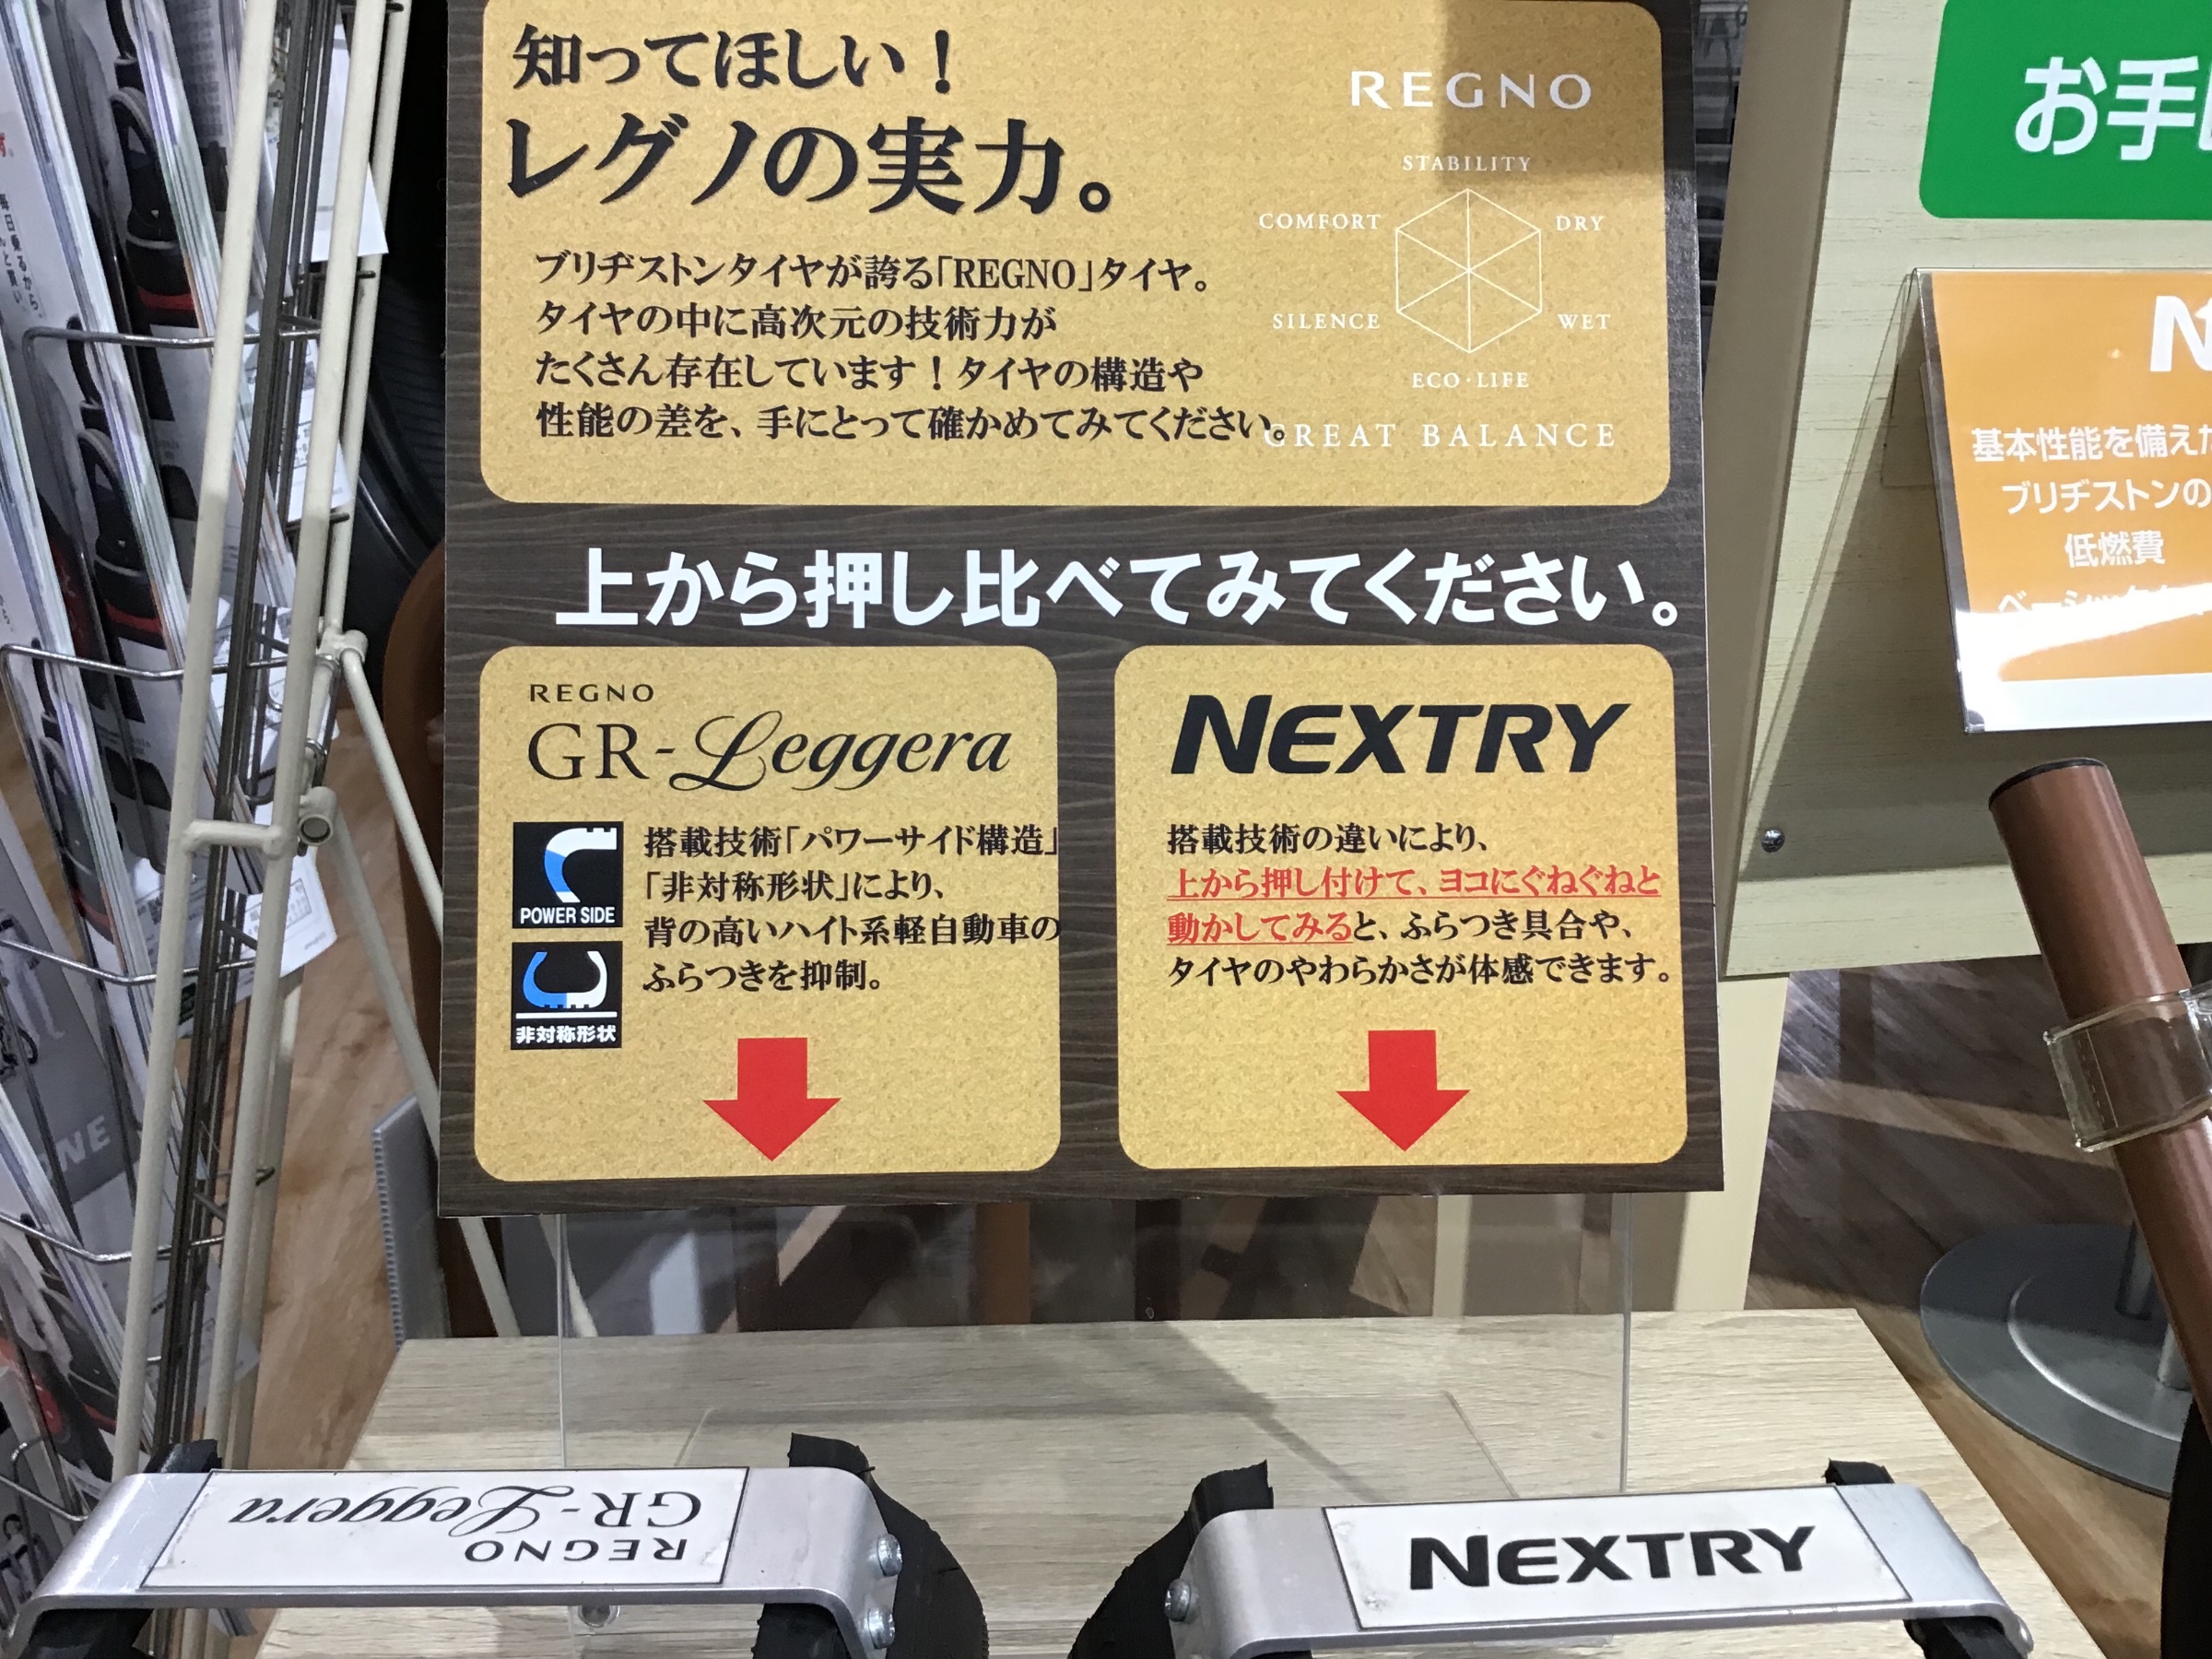 知ってほしい！
レグノの実力。
ブリヂストンタイヤが誇る「REGNO」タイヤ。
タイヤの中に高次元の技術力が
たくさん存在しています！タイヤの構造や
性能の差を、手にとって確かめてみてください。
REGNO
STABILITY
COMFORT
DRY
SILENCE
WET
ECO・LIFE
GREAT BALANCE
上から押し比べてみてください。
REGNO
GR-Leggera
POWER SIDE
非対称形状
搭載技術「パワーサイド構造」
「非対称形状」により、
背の高いハイト系軽自動車の
ふらつきを抑制。
NEXTRY
搭載技術の違いにより、
上から押し付けて、ヨコにぐねぐねと
動かしてみると、ふらつき具合や、
タイヤのやわらかさが体感できます。
お手
N
基本性能を備えた
ブリヂストンの
低燃費
REGNO
GR-Leggera
NEXTRY